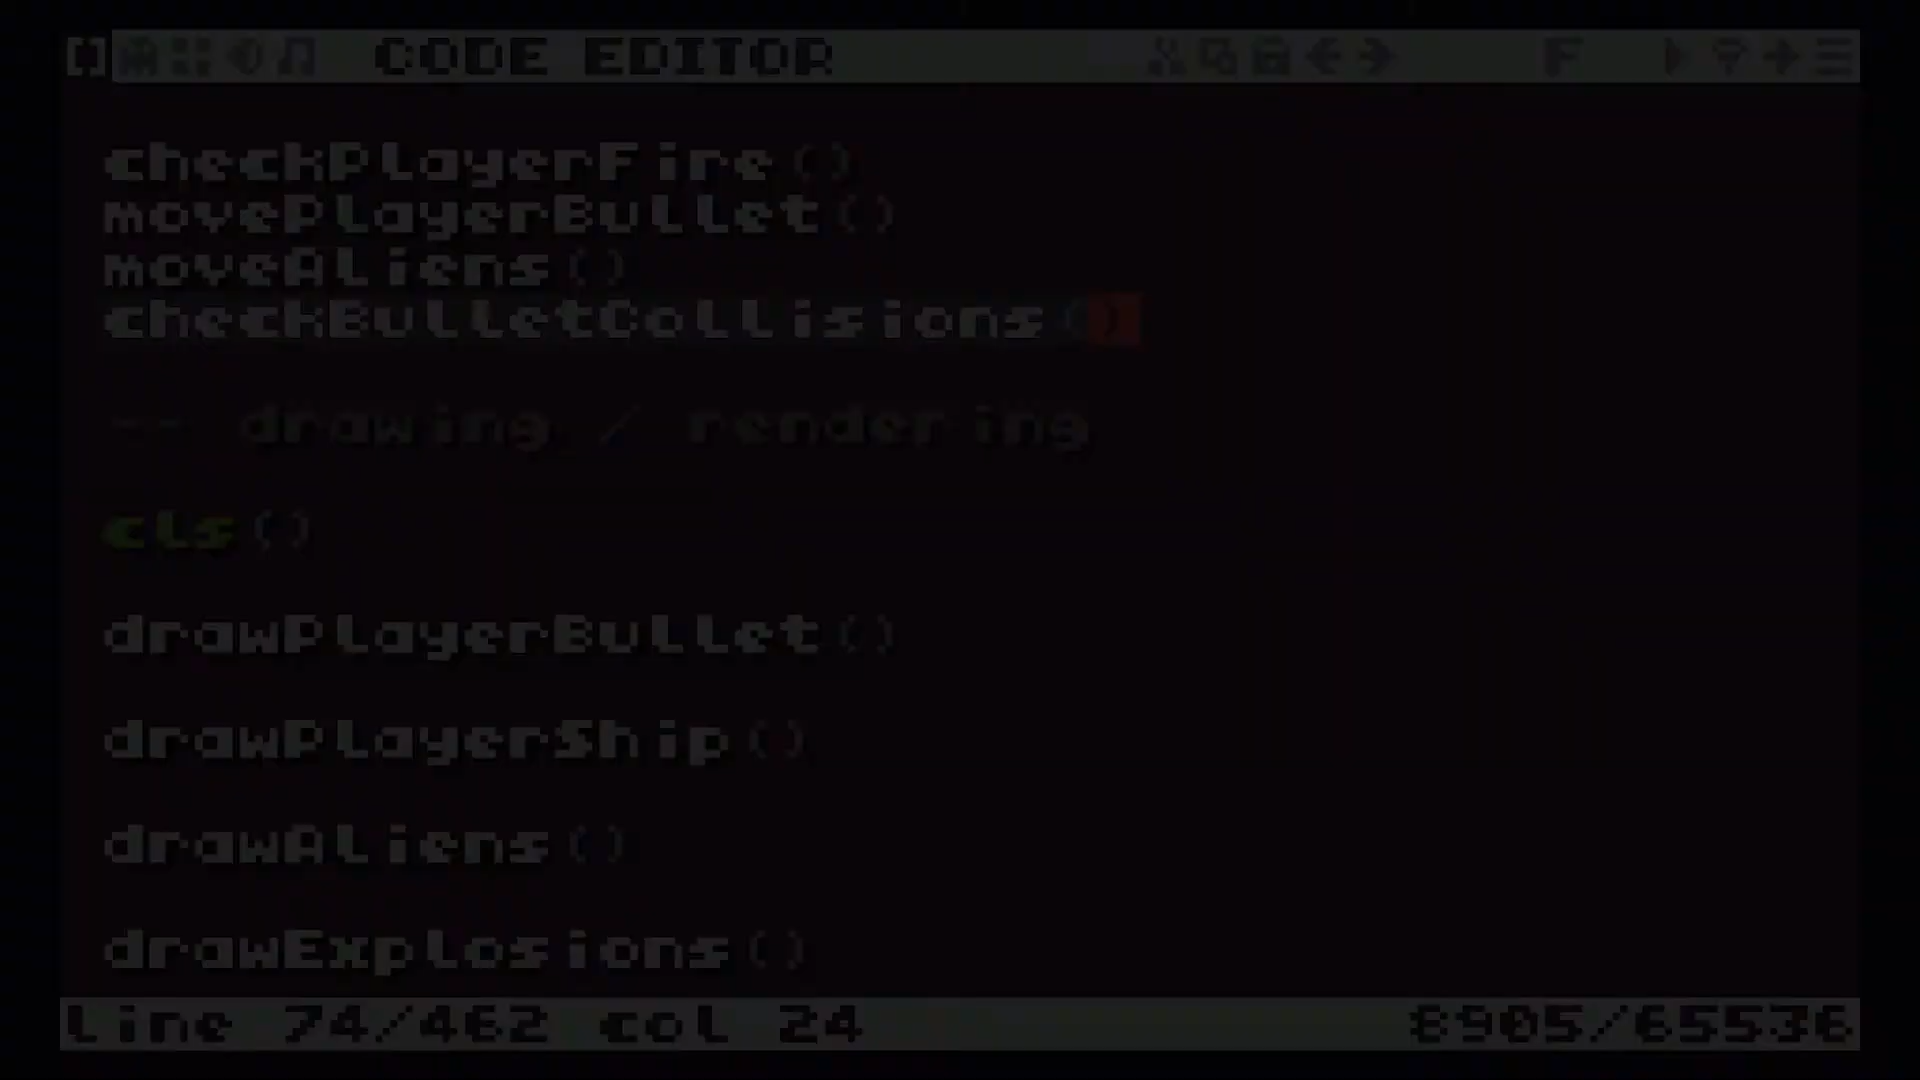 CODE EDITOR F
checkPlayerFire()
movePlayerBullet()
moveAliens()
checkBulletCollisions()
-- drawing / rendering
cls()
drawPlayerBullet()
drawPlayerShip()
drawAliens()
drawExplosions()
line 74/462 col 24 8905/65536